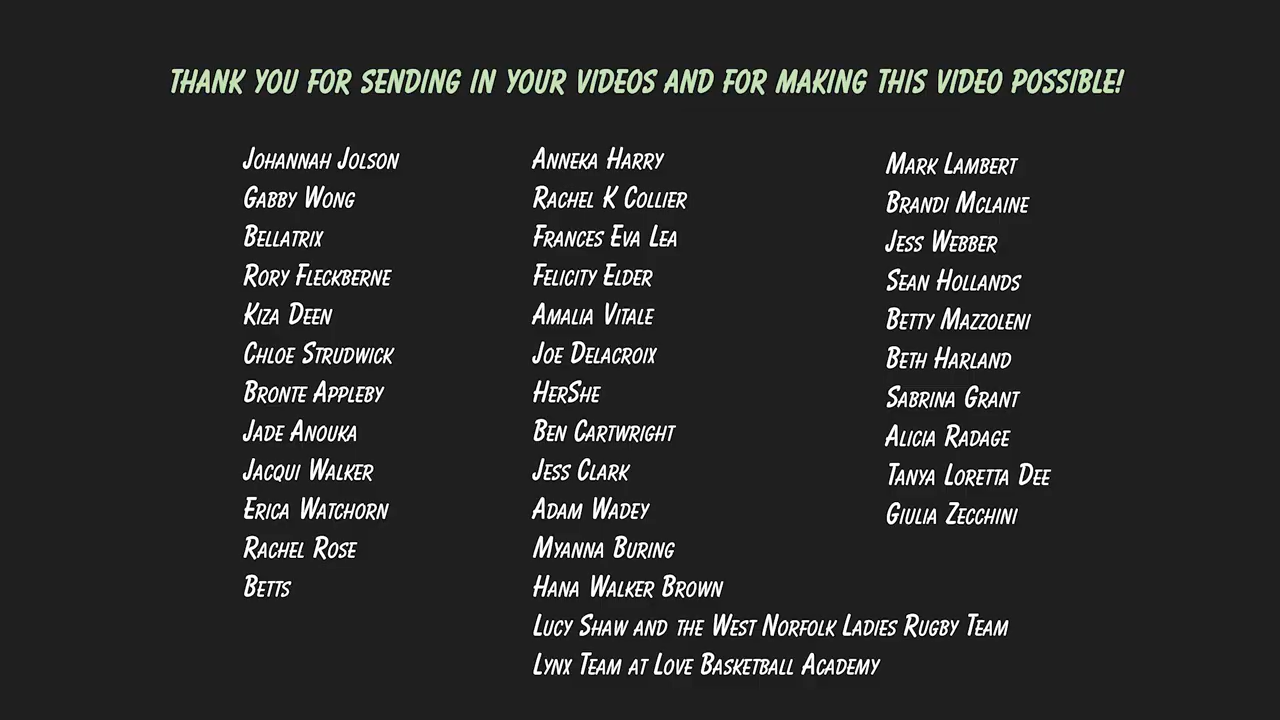 THANK YOU FOR SENDING IN YOUR VIDEOS AND FOR MAKING THIS VIDEO POSSIBLE!
Johannah Jolson
Gabby Wong
Bellatrix
Rory Fleckberne
Kiza Deen
Chloe Strudwick
Bronte Appleby
Jade Anouka
Jacqui Walker
Erica Watchorn
Rachel Rose
Betts
Anneka Harry
Rachel K Collier
Frances Eva Lea
Felicity Elder
Amalia Vitale
Joe Delacroix
HerShe
Ben Cartwright
Jess Clark
Adam Wadey
Myanna Buring
Hana Walker Brown
Lucy Shaw and the West Norfolk Ladies Rugby Team
Lynx Team at Love Basketball Academy
Mark Lambert
Brandi Mclaine
Jess Webber
Sean Hollands
Betty Mazzoleni
Beth Harland
Sabrina Grant
Alicia Radage
Tanya Loretta Dee
Giulia Zecchini